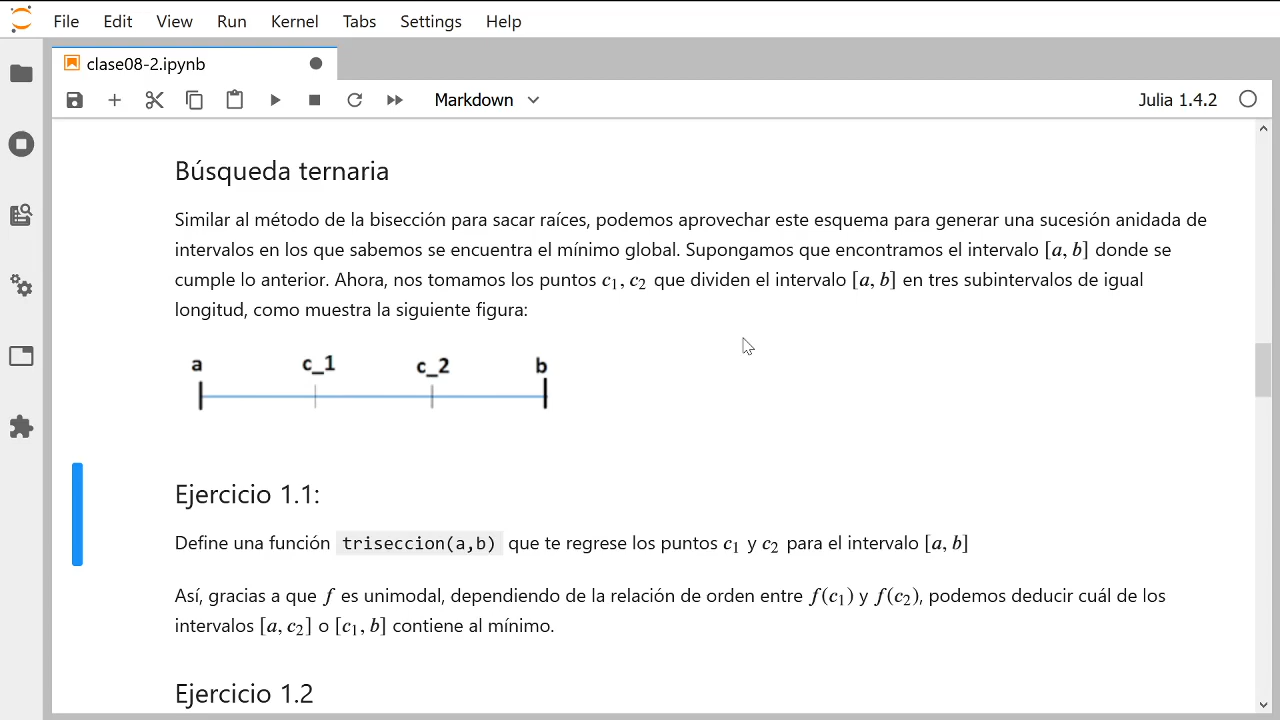 File Edit View Run Kernel Tabs Settings Help
clase08-2.ipynb
Markdown
Julia 1.4.2
Búsqueda ternaria
Similar al método de la bisección para sacar raíces, podemos aprovechar este esquema para generar una sucesión anidada de
intervalos en los que sabemos se encuentra el mínimo global. Supongamos que encontramos el intervalo [a, b] donde se
cumple lo anterior. Ahora, nos tomamos los puntos c₁, c₂ que dividen el intervalo [a, b] en tres subintervalos de igual
longitud, como muestra la siguiente figura:
a c_1 c_2 b
Ejercicio 1.1:
Define una función triseccion(a,b) que te regrese los puntos c₁ y c₂ para el intervalo [a, b]
Así, gracias a que f es unimodal, dependiendo de la relación de orden entre f(c₁) y f(c₂), podemos deducir cuál de los
intervalos [a, c₂] o [c₁, b] contiene al mínimo.
Ejercicio 1.2